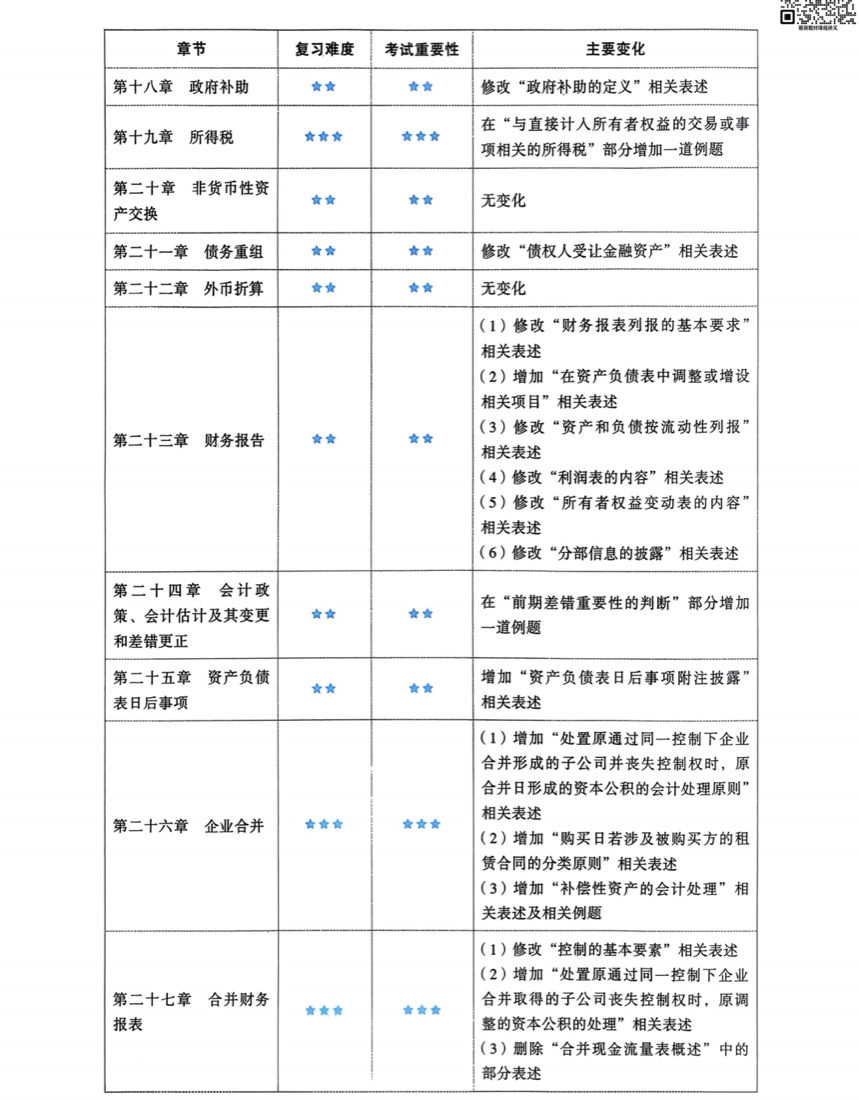 最新教材课程讲义
章节 复习难度 考试重要性 主要变化
第十八章 政府补助 ★★ ★★ 修改“政府补助的定义”相关表述
第十九章 所得税 ★★★ ★★★ 在“与直接计入所有者权益的交易或事
项相关的所得税”部分增加一道例题
第二十章 非货币性资
产交换 ★★ ★★ 无变化
第二十一章 债务重组 ★★ ★★ 修改“债权人受让金融资产”相关表述
第二十二章 外币折算 ★★ ★★ 无变化
第二十三章 财务报告 ★★ ★★
（1）修改“财务报表列报的基本要求”
相关表述
（2）增加“在资产负债表中调整或增设
相关项目”相关表述
（3）修改“资产和负债按流动性列报”
相关表述
（4）修改“利润表的内容”相关表述
（5）修改“所有者权益变动表的内容”
相关表述
（6）修改“分部信息的披露”相关表述
第二十四章 会计政
策、会计估计及其变更
和差错更正 ★★ ★★
在“前期差错重要性的判断”部分增加
一道例题
第二十五章 资产负债
表日后事项 ★★ ★★
增加“资产负债表日后事项附注披露”
相关表述
第二十六章 企业合并 ★★★ ★★★
（1）增加“处置原通过同一控制下企业
合并形成的子公司并丧失控制权时，原
合并日形成的资本公积的会计处理原则”
相关表述
（2）增加“购买日若涉及被购买方的租
赁合同的分类原则”相关表述
（3）增加“补偿性资产的会计处理”相
关表述及相关例题
第二十七章 合并财务
报表 ★★★ ★★★
（1）修改“控制的基本要素”相关表述
（2）增加“处置原通过同一控制下企业
合并取得的子公司丧失控制权时，原调
整的资本公积的处理”相关表述
（3）删除“合并现金流量表概述”中的
部分表述